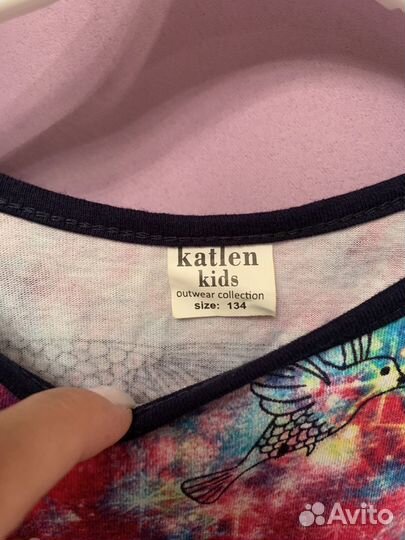 katlen
kids
outwear collection
size: 134
Avito